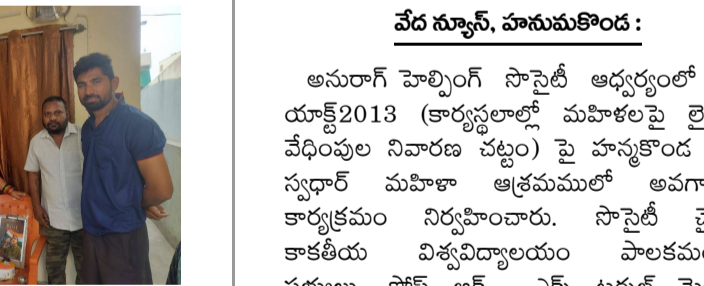 వేద న్యూస్, హనుమకొండ :
అనురాగ్ హెల్పింగ్ సొసైటీ ఆధ్వర్యంలో
యాక్ట్2013 (కార్యస్థలాల్లో మహిళలపై లై
వేధింపుల నివారణ చట్టం) పై హన్మకొండ
స్వధార్ మహిళా ఆశ్రమములో అవగా
కార్యక్రమం నిర్వహించారు. సొసైటీ చై
కాకతీయ విశ్వవిద్యాలయం పాలకమం